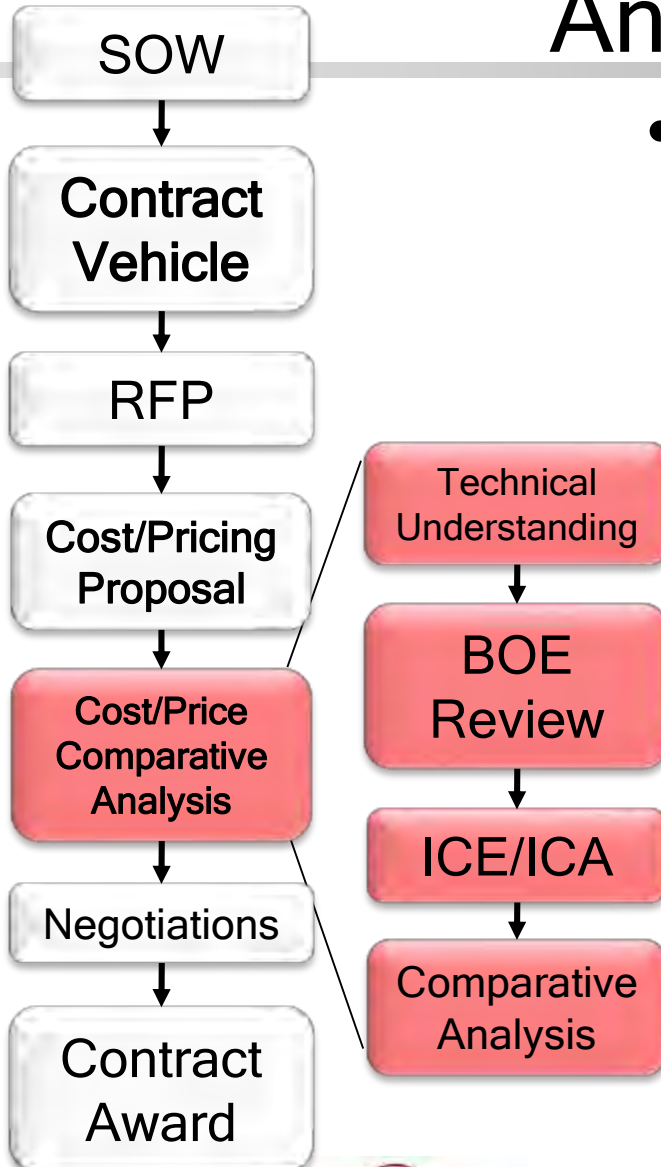 An
•
SOW
Contract
Vehicle
RFP
Cost/Pricing
Proposal
Cost/Price
Comparative
Analysis
Negotiations
Contract
Award
Technical
Understanding
BOE
Review
ICE/ICA
Comparative
Analysis